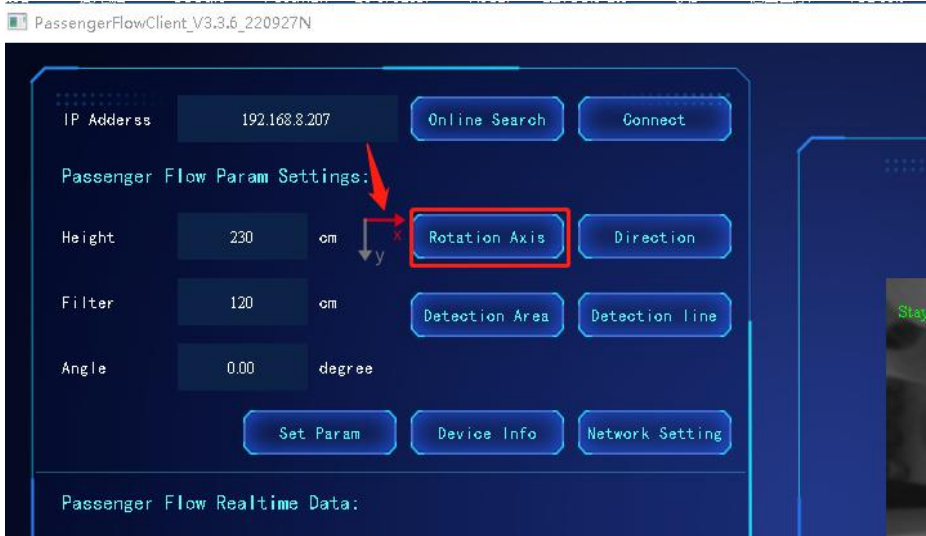 PassengerFlowClient_V3.3.6_220927N
IP Adderss 192.168.8.207 Online Search Connect
Passenger Flow Param Settings:
Height 230 cm x y Rotation Axis Direction
Filter 120 cm Detection Area Detection line
Stay
Angle 0.00 degree
Set Param Device Info Network Setting
Passenger Flow Realtime Data: